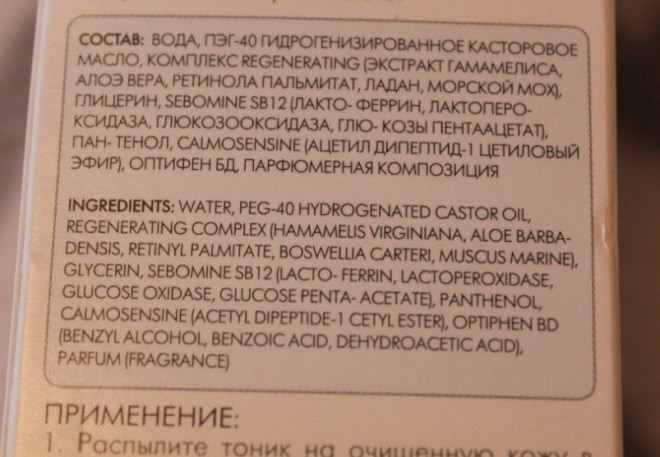 СОСТАВ: ВОДА, ПЭГ-40 ГИДРОГЕНИЗИРОВАННОЕ КАСТОРОВОЕ
МАСЛО, КОМПЛЕКС REGENERATING (ЭКСТРАКТ ГАМАМЕЛИСА,
АЛОЭ ВЕРА, РЕТИНОЛА ПАЛЬМИТАТ, ЛАДАН, МОРСКОЙ МОХ),
ГЛИЦЕРИН, SEBOMINE SB12 (ЛАКТО- ФЕРРИН, ЛАКТОПЕРО-
КСИДАЗА, ГЛЮКОЗООКСИДАЗА, ГЛЮ- КОЗЫ ПЕНТААЦЕТАТ),
ПАН- ТЕНОЛ, CALMOSENSINE (АЦЕТИЛ ДИПЕПТИД-1 ЦЕТИЛОВЫЙ
ЭФИР), ОПТИФЕН БД, ПАРФЮМЕРНАЯ КОМПОЗИЦИЯ
INGREDIENTS: WATER, PEG-40 HYDROGENATED CASTOR OIL,
REGENERATING COMPLEX (HAMAMELIS VIRGINIANA, ALOE BARBA-
DENSIS, RETINYL PALMITATE, BOSWELLIA CARTERI, MUSCUS MARINE),
GLYCERIN, SEBOMINE SB12 (LACTO- FERRIN, LACTOPEROXIDASE,
GLUCOSE OXIDASE, GLUCOSE PENTA- ACETATE), PANTHENOL,
CALMOSENSINE (ACETYL DIPEPTIDE-1 CETYL ESTER), OPTIPHEN BD
(BENZYL ALCOHOL, BENZOIC ACID, DEHYDROACETIC ACID),
PARFUM (FRAGRANCE)
ПРИМЕНЕНИЕ:
1. Распылите тоник на очищенную кожу в